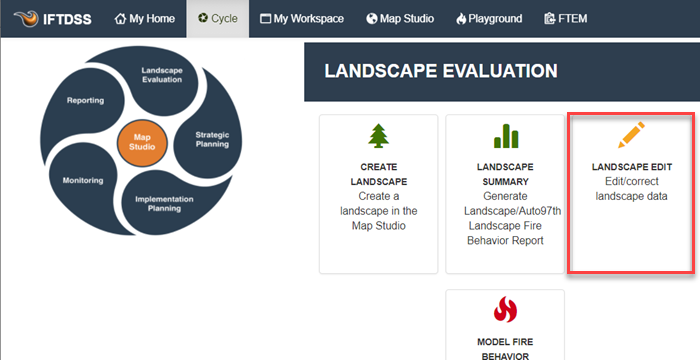 IFTDSS My Home Cycle My Workspace Map Studio Playground FTEM
Landscape
Evaluation
Reporting
Strategic
Planning
Map
Studio
Monitoring
Implementation
Planning
LANDSCAPE EVALUATION
CREATE
LANDSCAPE
Create a
landscape in the
Map Studio
LANDSCAPE
SUMMARY
Generate
Landscape/Auto97th
Landscape Fire
Behavior Report
LANDSCAPE EDIT
Edit/correct
landscape data
MODEL FIRE
BEHAVIOR